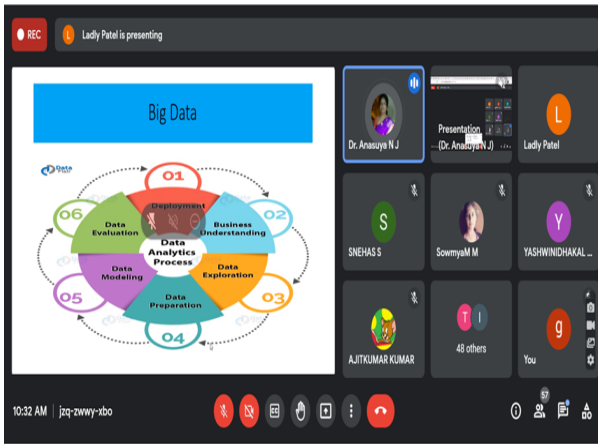 REC
L
Ladly Patel is presenting
Big Data
Data
Flair
01
Deployment
02
Business
Understanding
03
Data
Exploration
04
Data
Preparation
05
Data
Modeling
06
Data
Evaluation
Data
Analytics
Process
Dr. Anasuya N J
Presentation
(Dr. Anasuya N J)
L
Ladly Patel
S
SNEHAS S
SowmyaM M
Y
YASHWINDHAKAL ...
AJITKUMAR KUMAR
T I
48 others
g
You
10:32 AM | jzq-zwwy-xbo
57